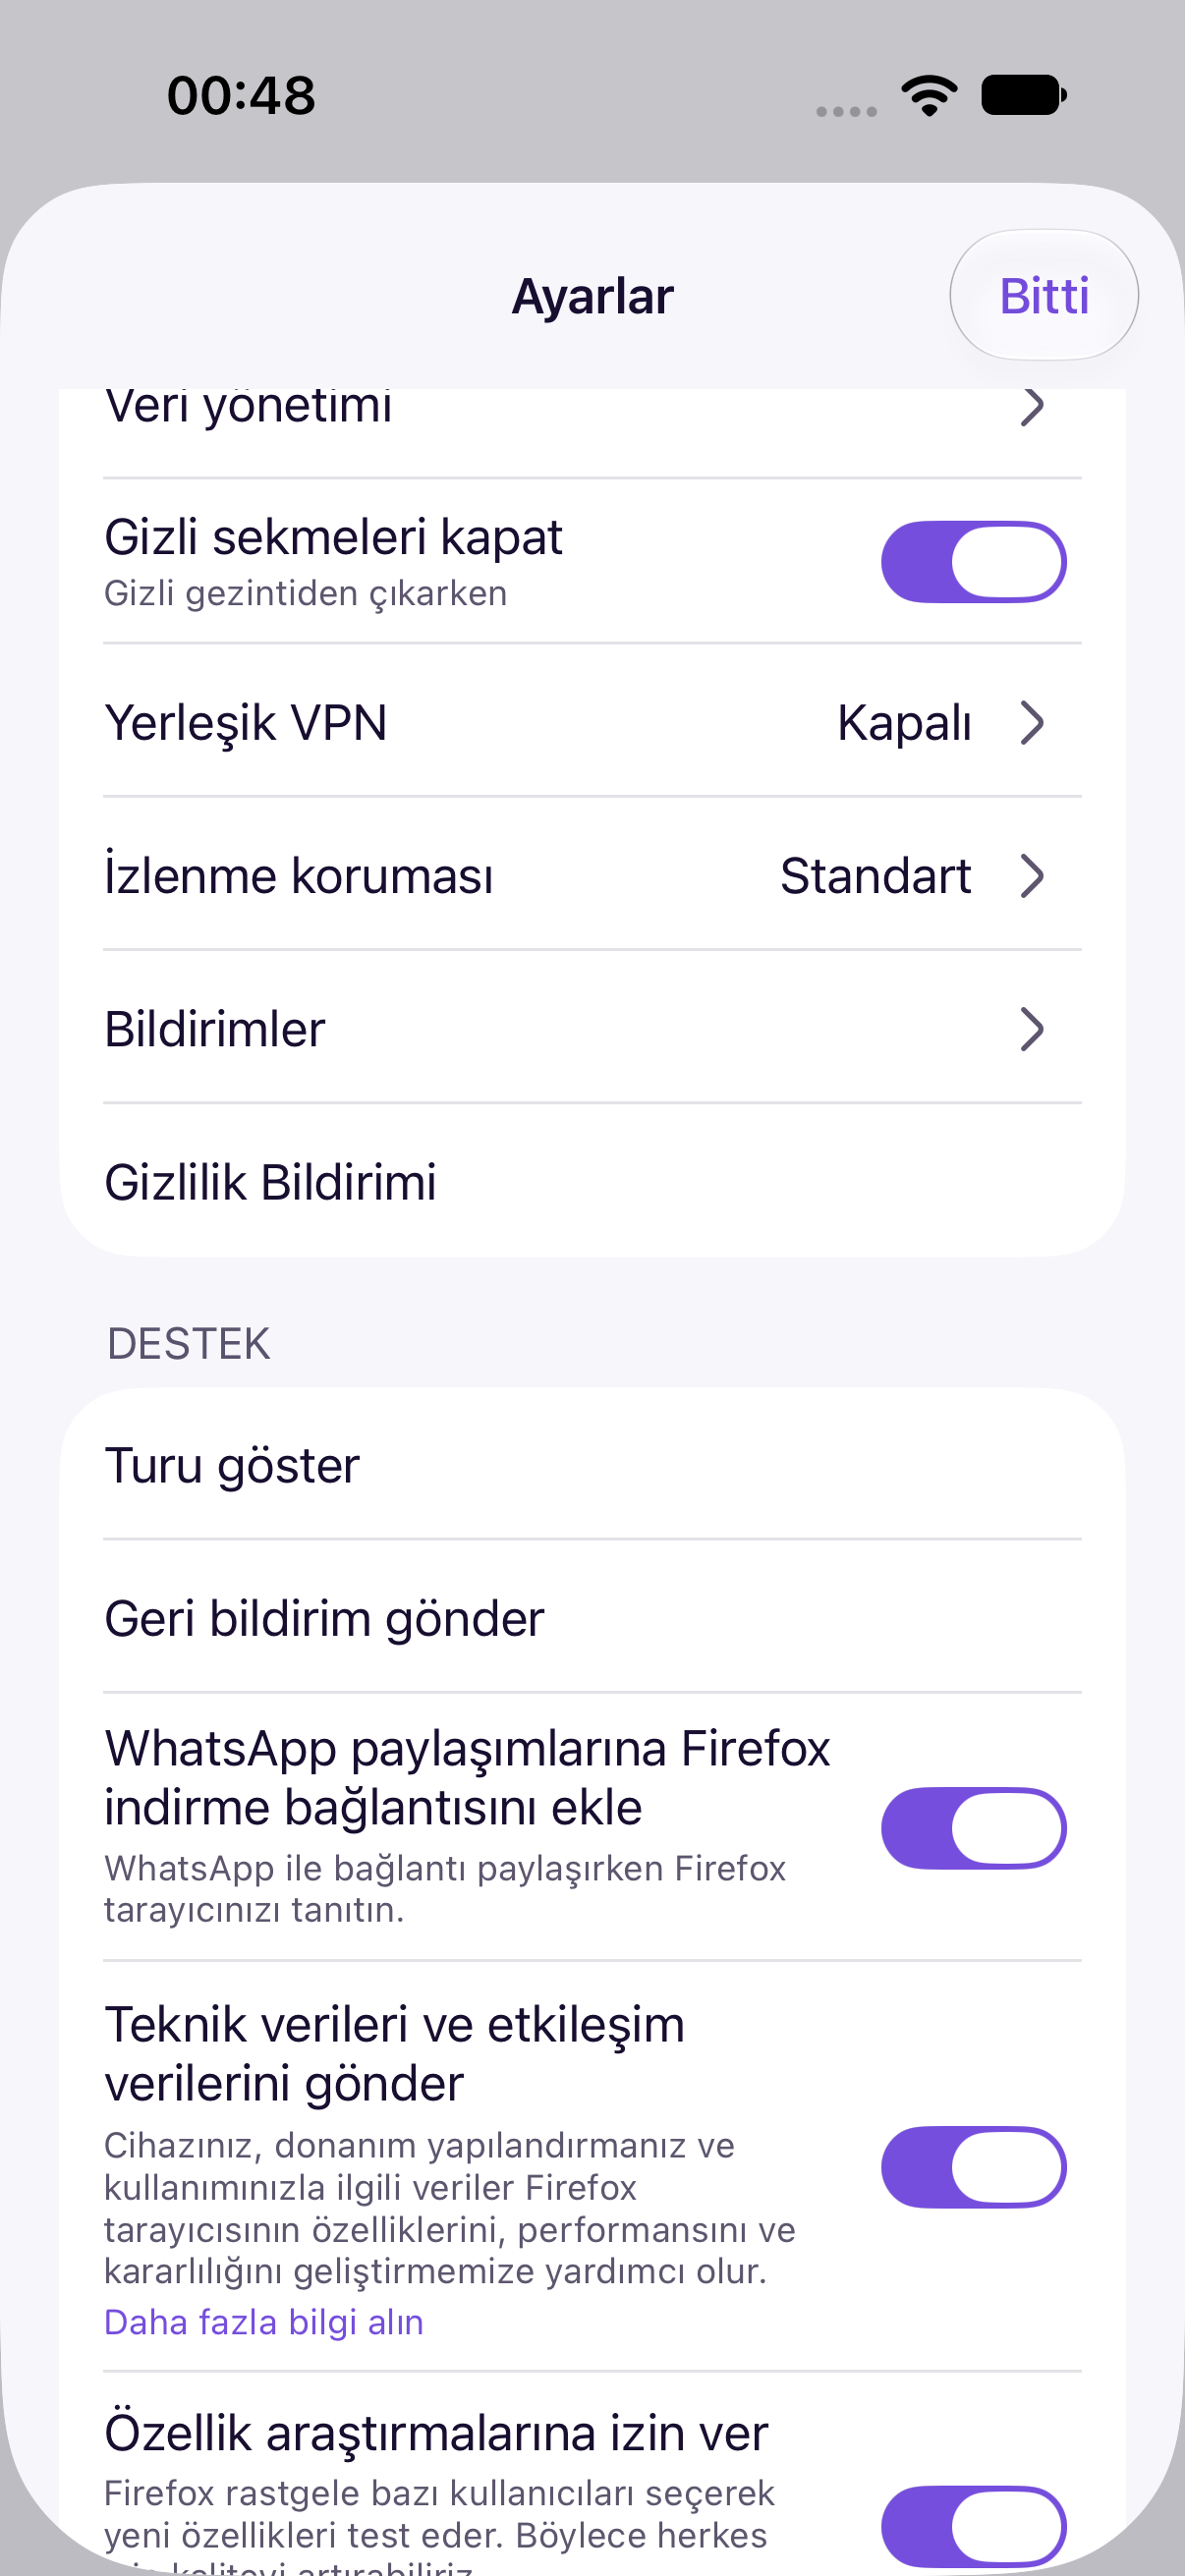 00:48
Ayarlar
Bitti
Veri yönetimi
Gizli sekmeleri kapat
Gizli gezintiden çıkarken
Yerleşik VPN
Kapalı
İzlenme koruması
Standart
Bildirimler
Gizlilik Bildirimi
DESTEK
Turu göster
Geri bildirim gönder
WhatsApp paylaşımlarına Firefox
indirme bağlantısını ekle
WhatsApp ile bağlantı paylaşırken Firefox
tarayıcınızı tanıtın.
Teknik verileri ve etkileşim
verilerini gönder
Cihazınız, donanım yapılandırmanız ve
kullanımınızla ilgili veriler Firefox
tarayıcısının özelliklerini, performansını ve
kararlılığını geliştirmemize yardımcı olur.
Daha fazla bilgi alın
Özellik araştırmalarına izin ver
Firefox rastgele bazı kullanıcıları seçerek
yeni özellikleri test eder. Böylece herkes
kaliteyi artırabiliriz.